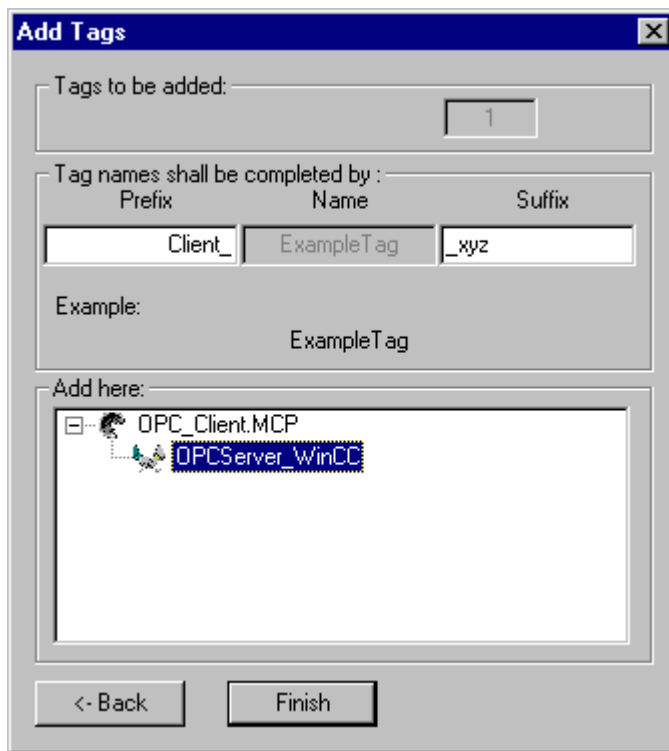 Add Tags
Tags to be added:
1
Tag names shall be completed by :
Prefix Name Suffix
Client_ ExampleTag _xyz
Example:
ExampleTag
Add here:
OPC_Client.MCP
OPCServer_WinCC
<- Back Finish